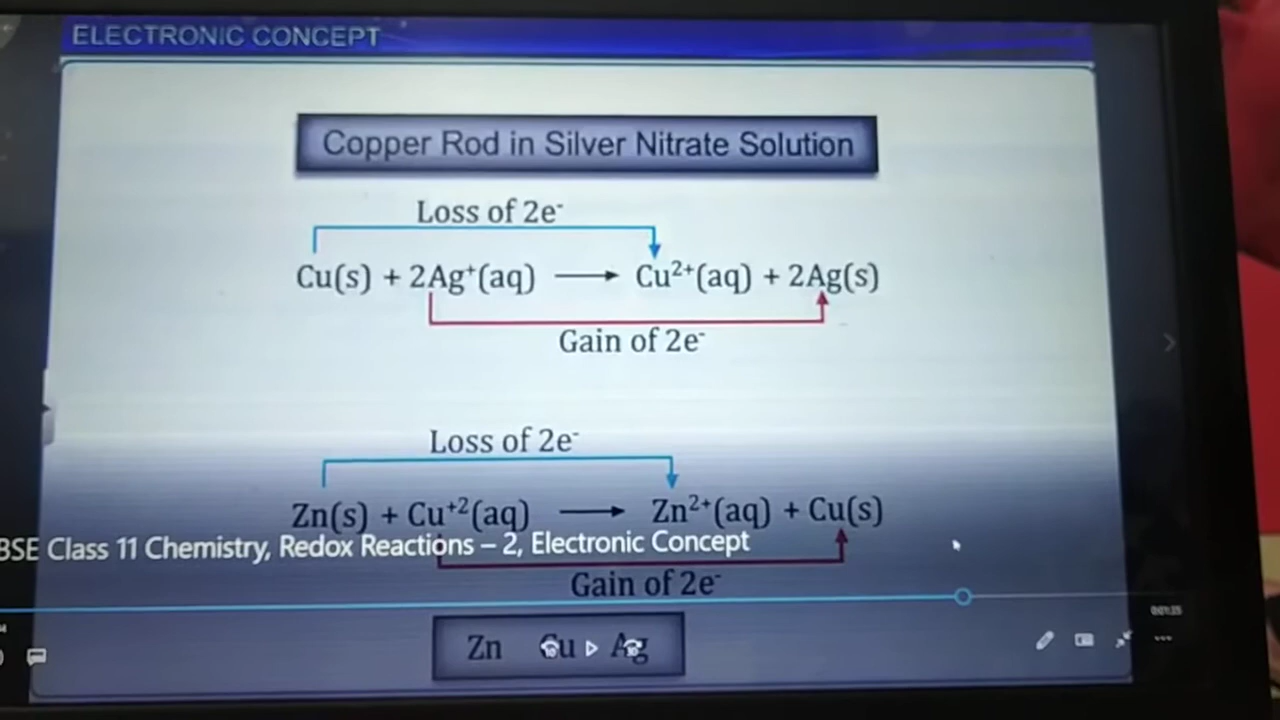 ELECTRONIC CONCEPT
Copper Rod in Silver Nitrate Solution
Loss of 2e⁻
Cu(s) + 2Ag⁺(aq) ⟶ Cu²⁺(aq) + 2Ag(s)
Gain of 2e⁻
Loss of 2e⁻
Zn(s) + Cu⁺²(aq) ⟶ Zn²⁺(aq) + Cu(s)
BSE Class 11 Chemistry, Redox Reactions – 2, Electronic Concept
Gain of 2e⁻
Zn Cu Ag